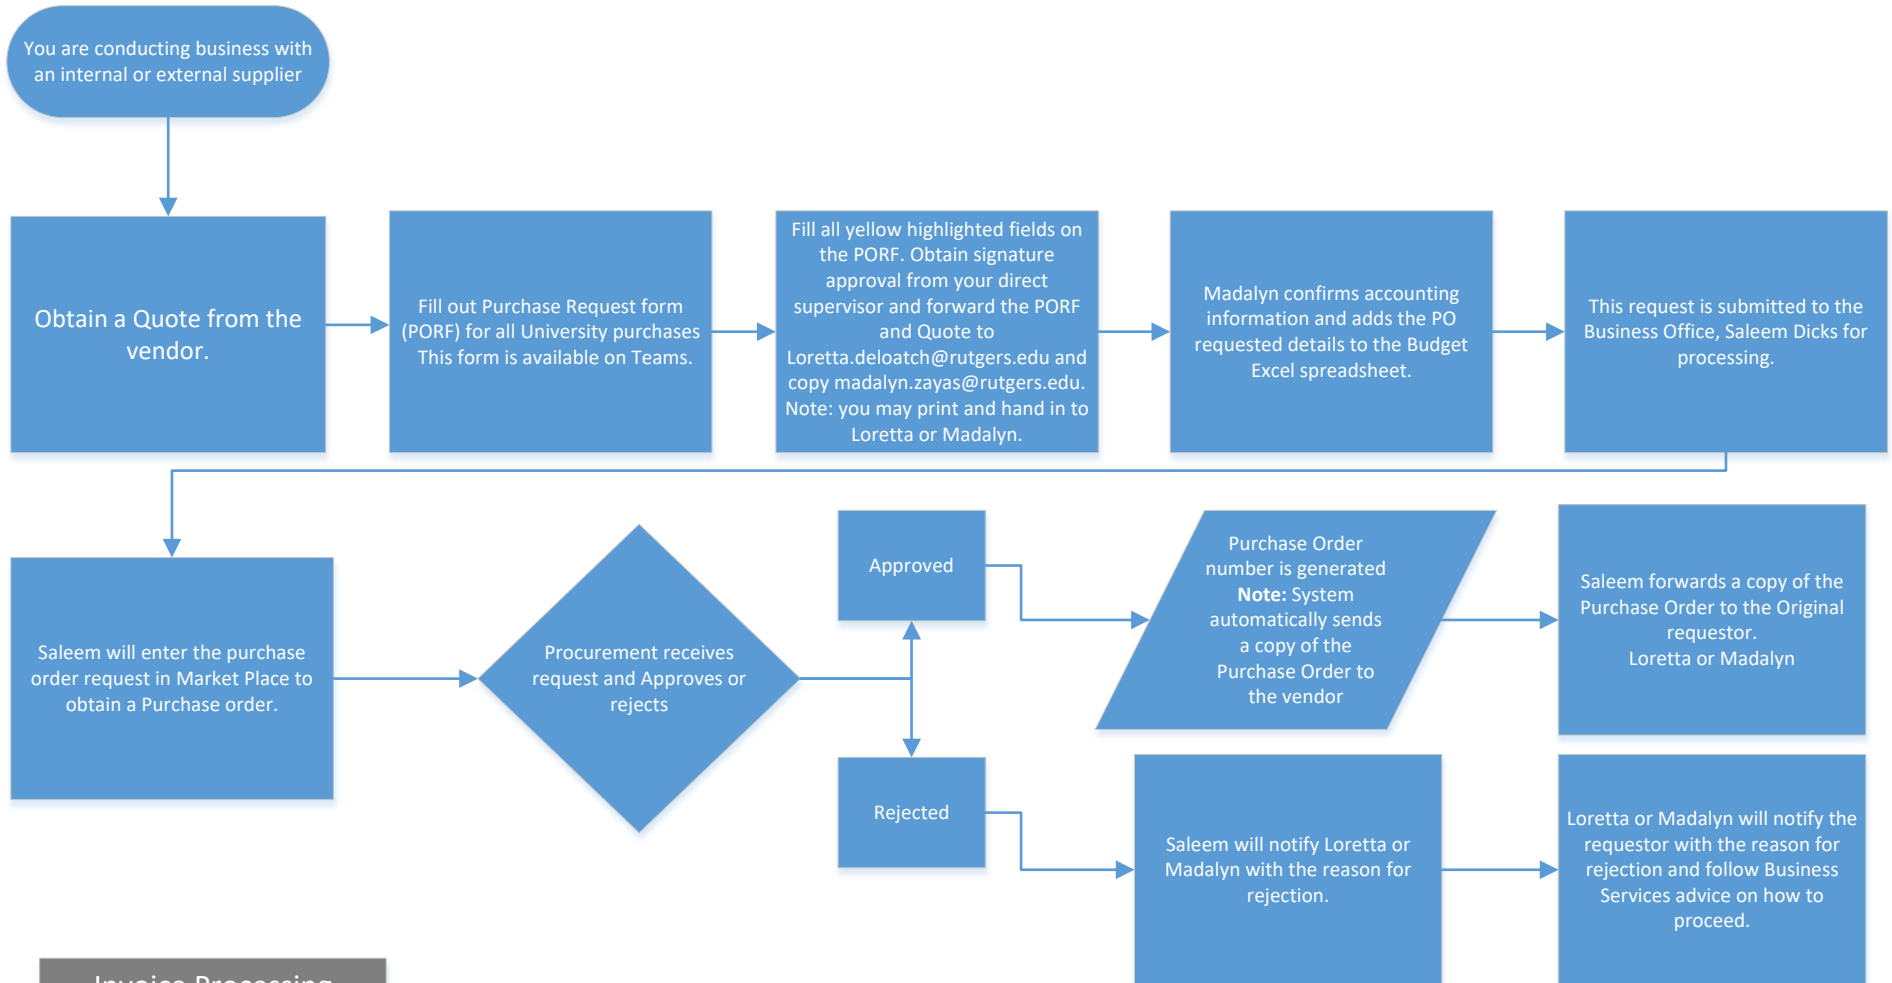 You are conducting business with
an internal or external supplier
Obtain a Quote from the
vendor.
Fill out Purchase Request form
(PORF) for all University purchases
This form is available on Teams.
Fill all yellow highlighted fields on
the PORF. Obtain signature
approval from your direct
supervisor and forward the PORF
and Quote to
Loretta.deloatch@rutgers.edu and
copy madalyn.zayas@rutgers.edu.
Note: you may print and hand in to
Loretta or Madalyn.
Madalyn confirms accounting
information and adds the PO
requested details to the Budget
Excel spreadsheet.
This request is submitted to the
Business Office, Saleem Dicks for
processing.
Saleem will enter the purchase
order request in Market Place to
obtain a Purchase order.
Procurement receives
request and Approves or
rejects
Approved
Purchase Order
number is generated
Note: System
automatically sends
a copy of the
Purchase Order to
the vendor
Saleem forwards a copy of the
Purchase Order to the Original
requestor.
Loretta or Madalyn
Rejected
Saleem will notify Loretta or
Madalyn with the reason for
rejection.
Loretta or Madalyn will notify the
requestor with the reason for
rejection and follow Business
Services advice on how to
proceed.
Invoice Processing